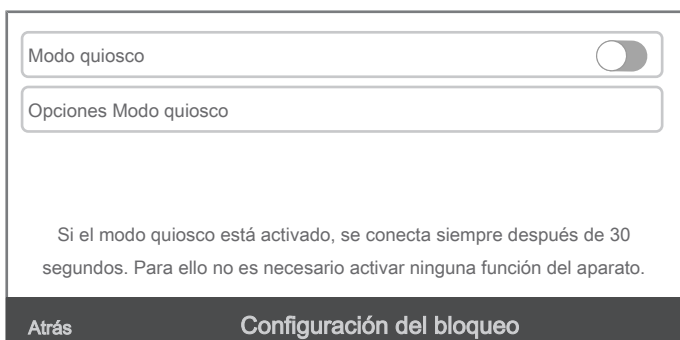 Modo quiosco
Opciones Modo quiosco
Si el modo quiosco está activado, se conecta siempre después de 30
segundos. Para ello no es necesario activar ninguna función del aparato.
Atrás Configuración del bloqueo